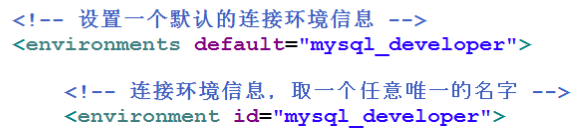 <!-- 设置一个默认的连接环境信息 -->
<environments default="mysql_developer">
<!-- 连接环境信息，取一个任意唯一的名字 -->
<environment id="mysql_developer">